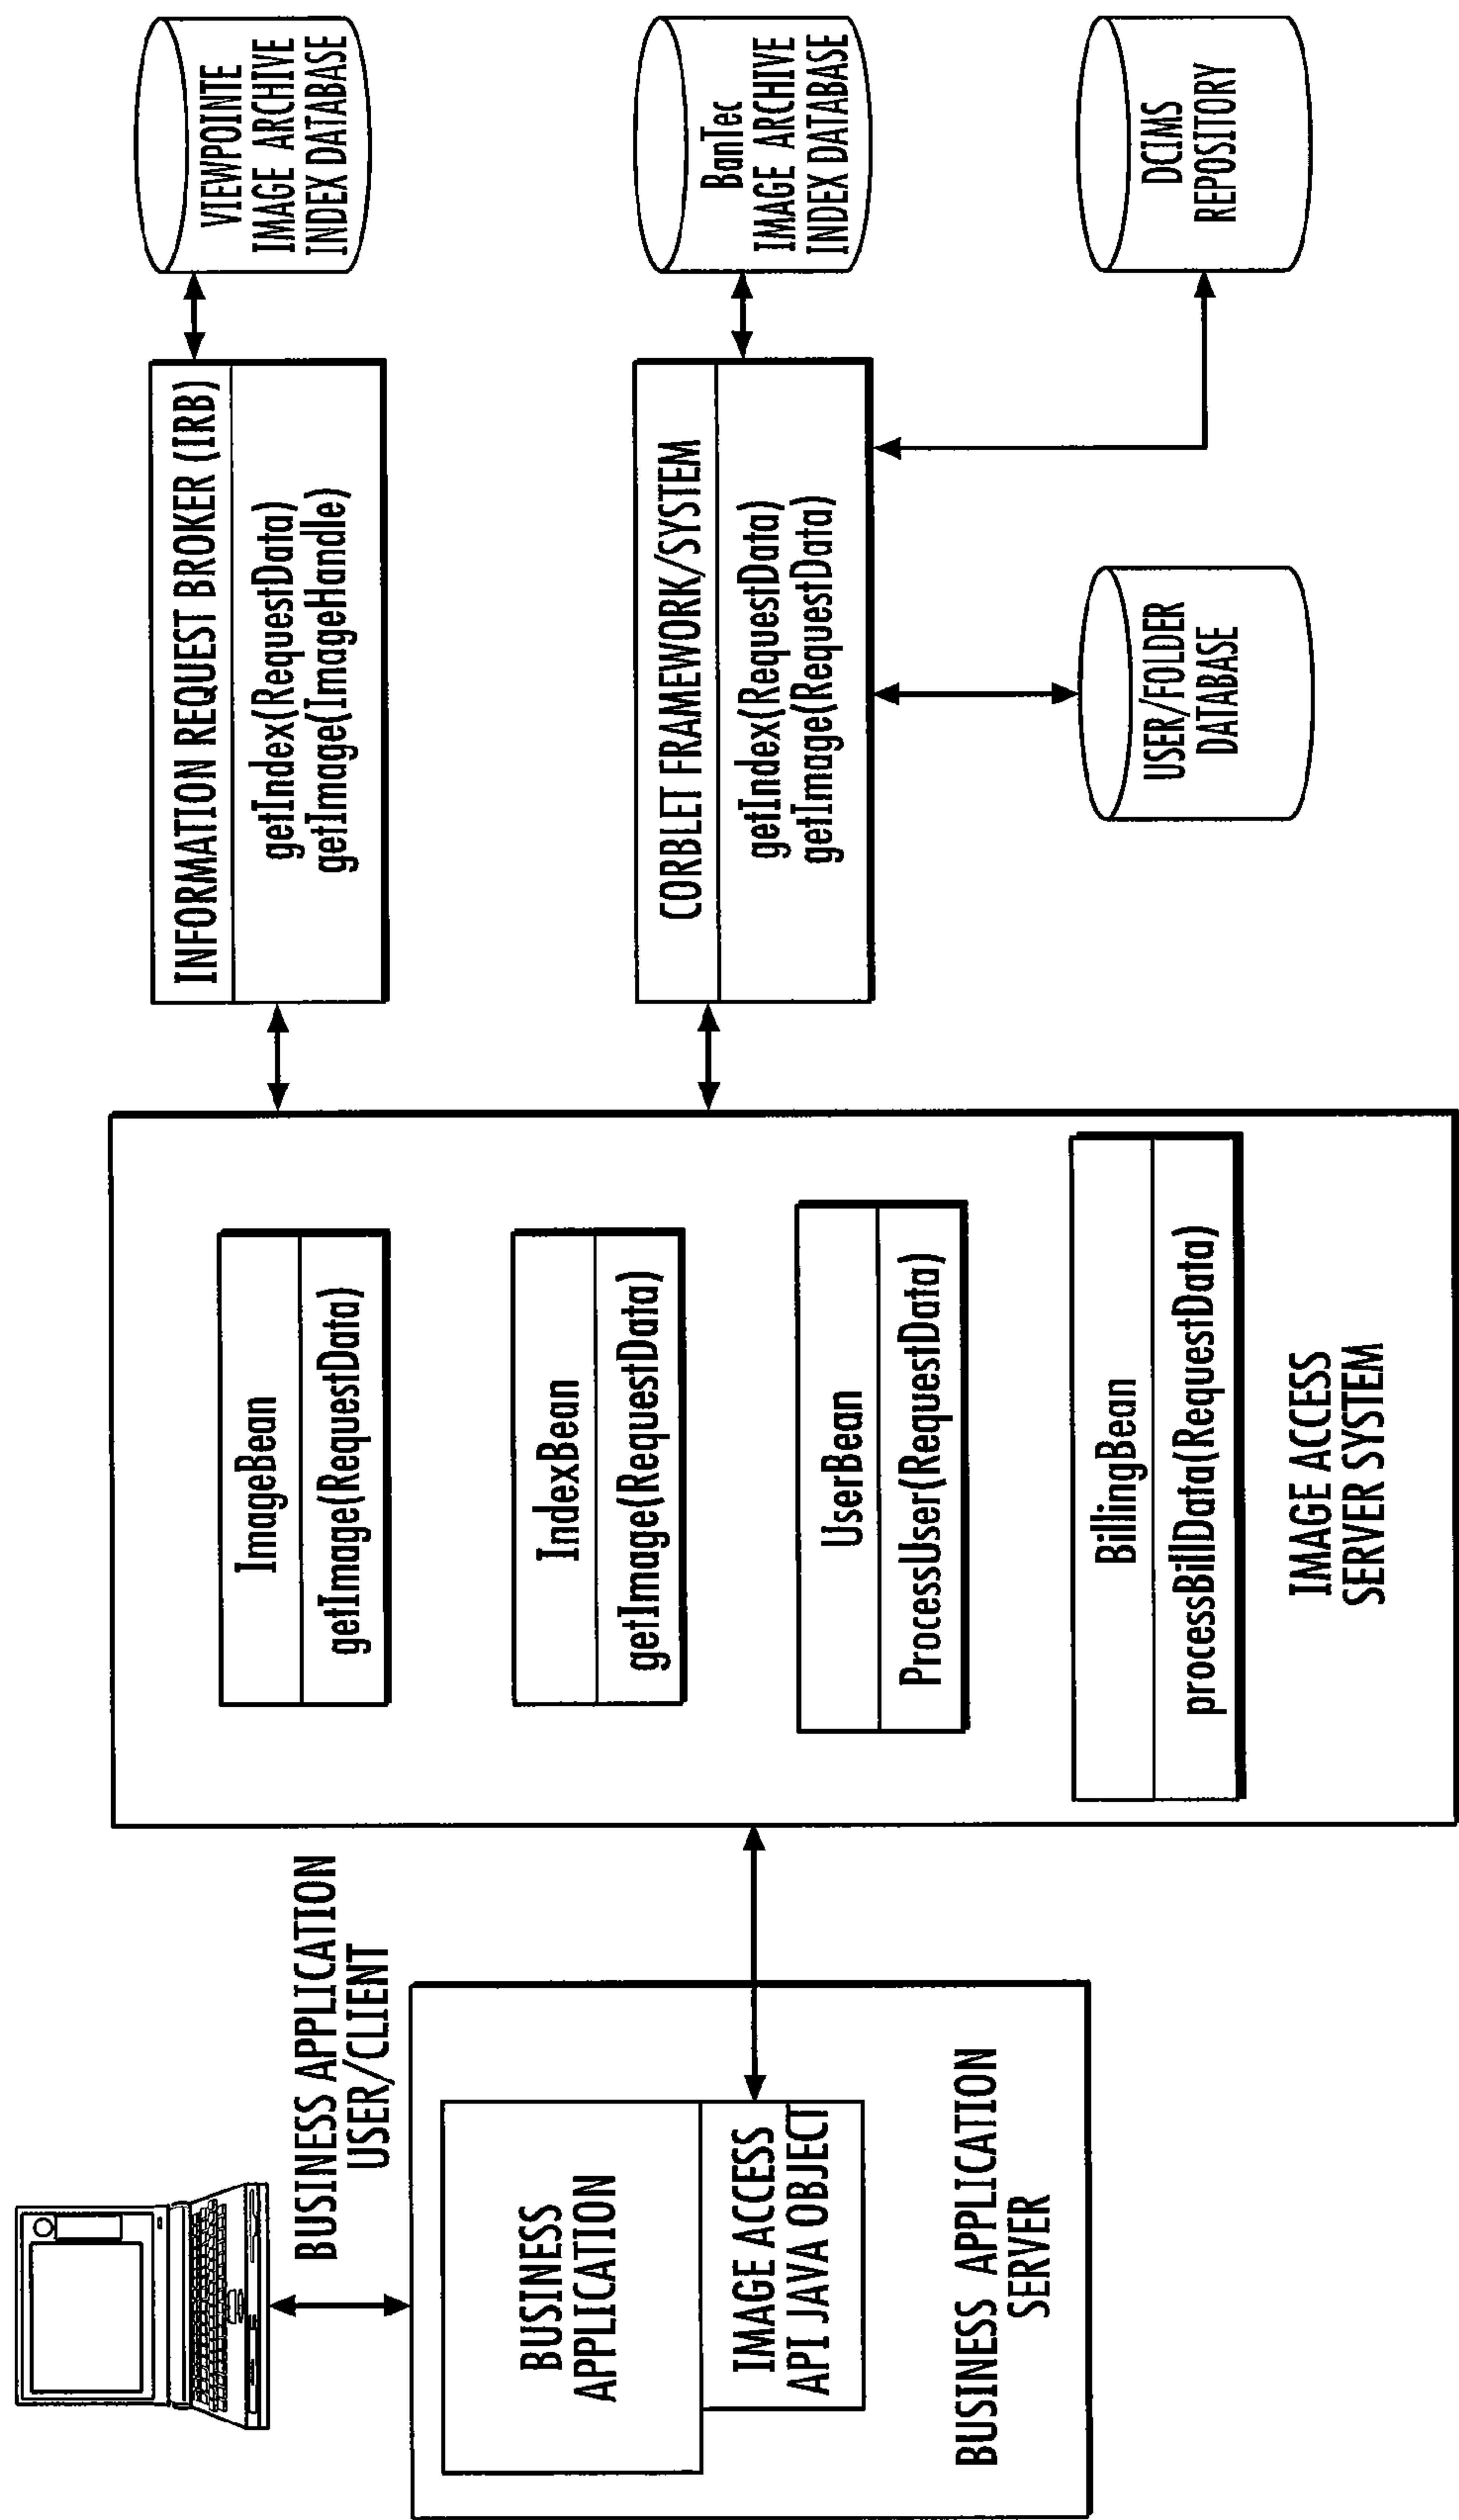 BUSINESS APPLICATION
USER/CLIENT
BUSINESS
APPLICATION
IMAGE ACCESS
API JAVA OBJECT
BUSINESS APPLICATION
SERVER
ImageBean
getImage(RequestData)
IndexBean
getImage(RequestData)
UserBean
ProcessUser(RequestData)
BillingBean
processBillData(RequestData)
IMAGE ACCESS
SERVER SYSTEM
INFORMATION REQUEST BROKER (IRB)
getIndex(RequestData)
getImage(ImageHandle)
CORBLET FRAMEWORK/SYSTEM
getIndex(RequestData)
getImage(RequestData)
USER/FOLDER
DATABASE
VIEWPOINTE
IMAGE ARCHIVE
INDEX DATABASE
BanTec
IMAGE ARCHIVE
INDEX DATABASE
DCIMS
REPOSITORY